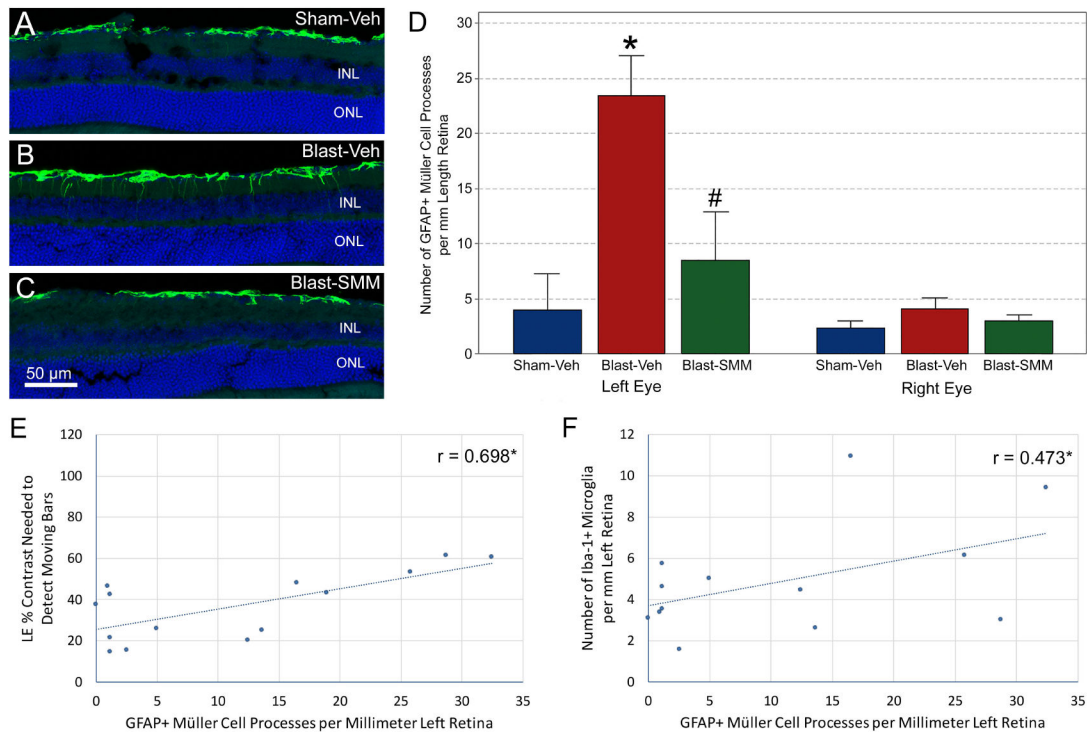 A
Sham-Veh
INL
ONL
B
Blast-Veh
INL
ONL
C
Blast-SMM
INL
ONL
50 µm
D
Number of GFAP+ Müller Cell Processes
per mm Length Retina
30
25
20
15
10
5
0
*
#
Sham-Veh Blast-Veh Blast-SMM Sham-Veh Blast-Veh Blast-SMM
Left Eye Right Eye
E
LE % Contrast Needed to
Detect Moving Bars
120
100
80
60
40
20
0
r = 0.698*
0 5 10 15 20 25 30 35
GFAP+ Müller Cell Processes per Millimeter Left Retina
F
Number of Iba-1+ Microglia
per mm Left Retina
12
10
8
6
4
2
0
r = 0.473*
0 5 10 15 20 25 30 35
GFAP+ Müller Cell Processes per Millimeter Left Retina